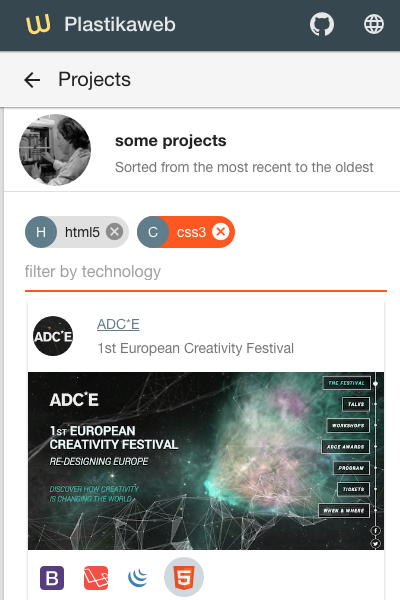 Plastikaweb
Projects
some projects
Sorted from the most recent to the oldest
H html5 C css3
filter by technology
ADC*E
ADC*E
1st European Creativity Festival
ADC*E
1ST EUROPEAN
CREATIVITY FESTIVAL
RE-DESIGNING EUROPE
DISCOVER HOW CREATIVITY
IS CHANGING THE WORLD
THE FESTIVAL
TALKS
WORKSHOPS
ADCE AWARDS
PROGRAM
TICKETS
WHEN & WHERE
B
5